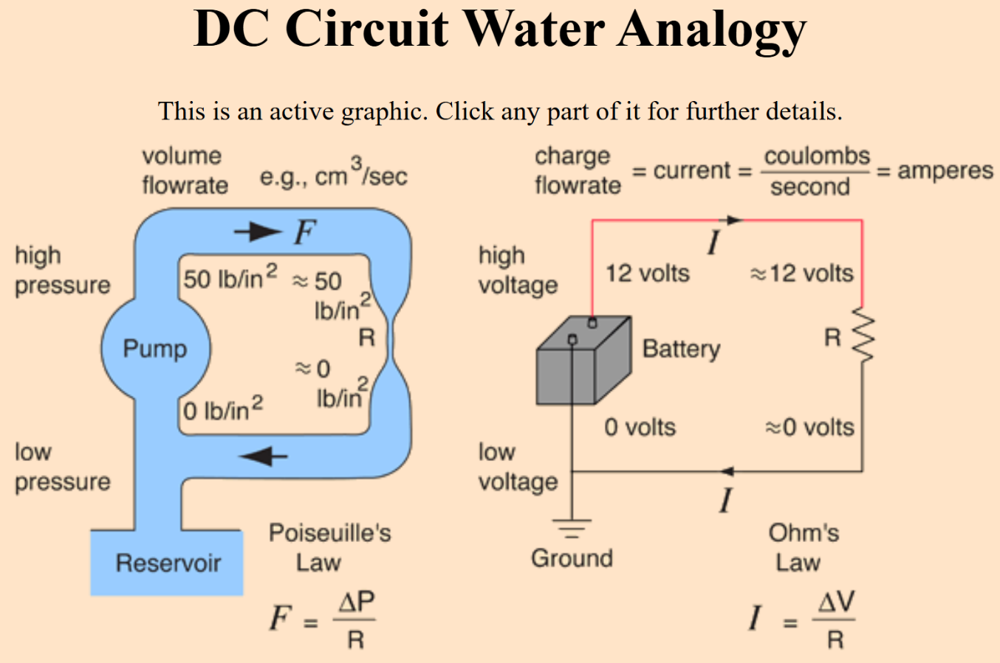 DC Circuit Water Analogy
This is an active graphic. Click any part of it for further details.
volume
flowrate
e.g., cm³/sec
F
high
pressure
50 lb/in²
≈ 50
lb/in²
R
Pump
≈ 0
lb/in²
0 lb/in²
low
pressure
Reservoir
Poiseuille's
Law
F = ΔP / R
charge
flowrate
= current = coulombs / second = amperes
I
high
voltage
12 volts
≈12 volts
R
Battery
0 volts
≈0 volts
low
voltage
I
Ground
Ohm's
Law
I = ΔV / R